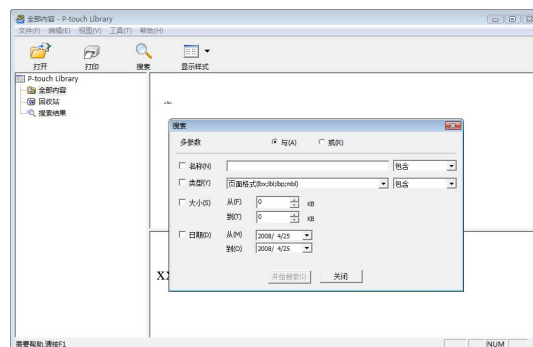 全部内容 - P-touch Library
文件(F) 编辑(E) 视图(V) 工具(T) 帮助(H)
打开 打印 搜索 显示样式
P-touch Library
全部内容
回收站
搜索结果
搜索
多参数 与(A) 或(R)
名称(N) 包含
类型(Y) 页面格式(lbx;lbl;lbp;mbl) 包含
大小(S) 从(F) 0 KB
到(T) 0 KB
日期(D) 从(M) 2008/ 4/25
到(O) 2008/ 4/25
开始检索(I) 关闭
需要帮助,请按F1 NUM